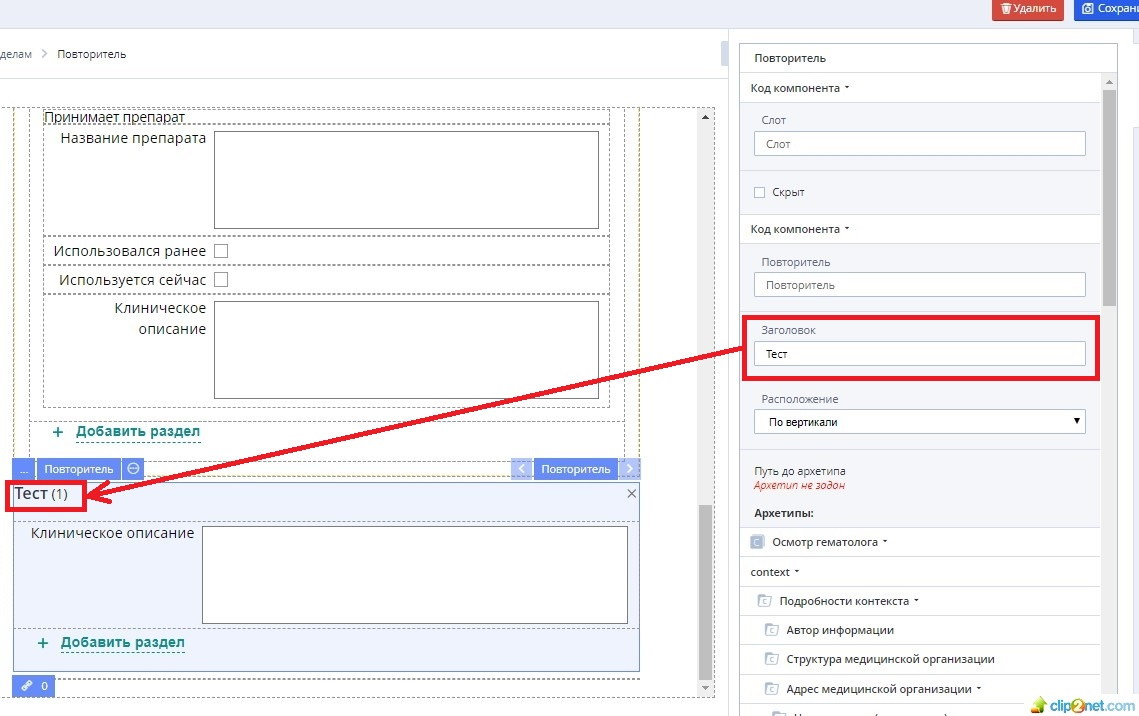 Удалить
Сохрани
делам > Повторитель
Принимает препарат
Название препарата
Использовался ранее
Используется сейчас
Клиническое
описание
+ Добавить раздел
... Повторитель
Повторитель
Тест (1)
Клиническое описание
+ Добавить раздел
0
Повторитель
Код компонента
Слот
Слот
Скрыт
Код компонента
Повторитель
Повторитель
Заголовок
Тест
Расположение
По вертикали
Путь до архетипа
Архетип не задан
Архетипы:
C Осмотр гематолога
context
Подробности контекста
Автор информации
Структура медицинской организации
Адрес медицинской организации
clip2net.com